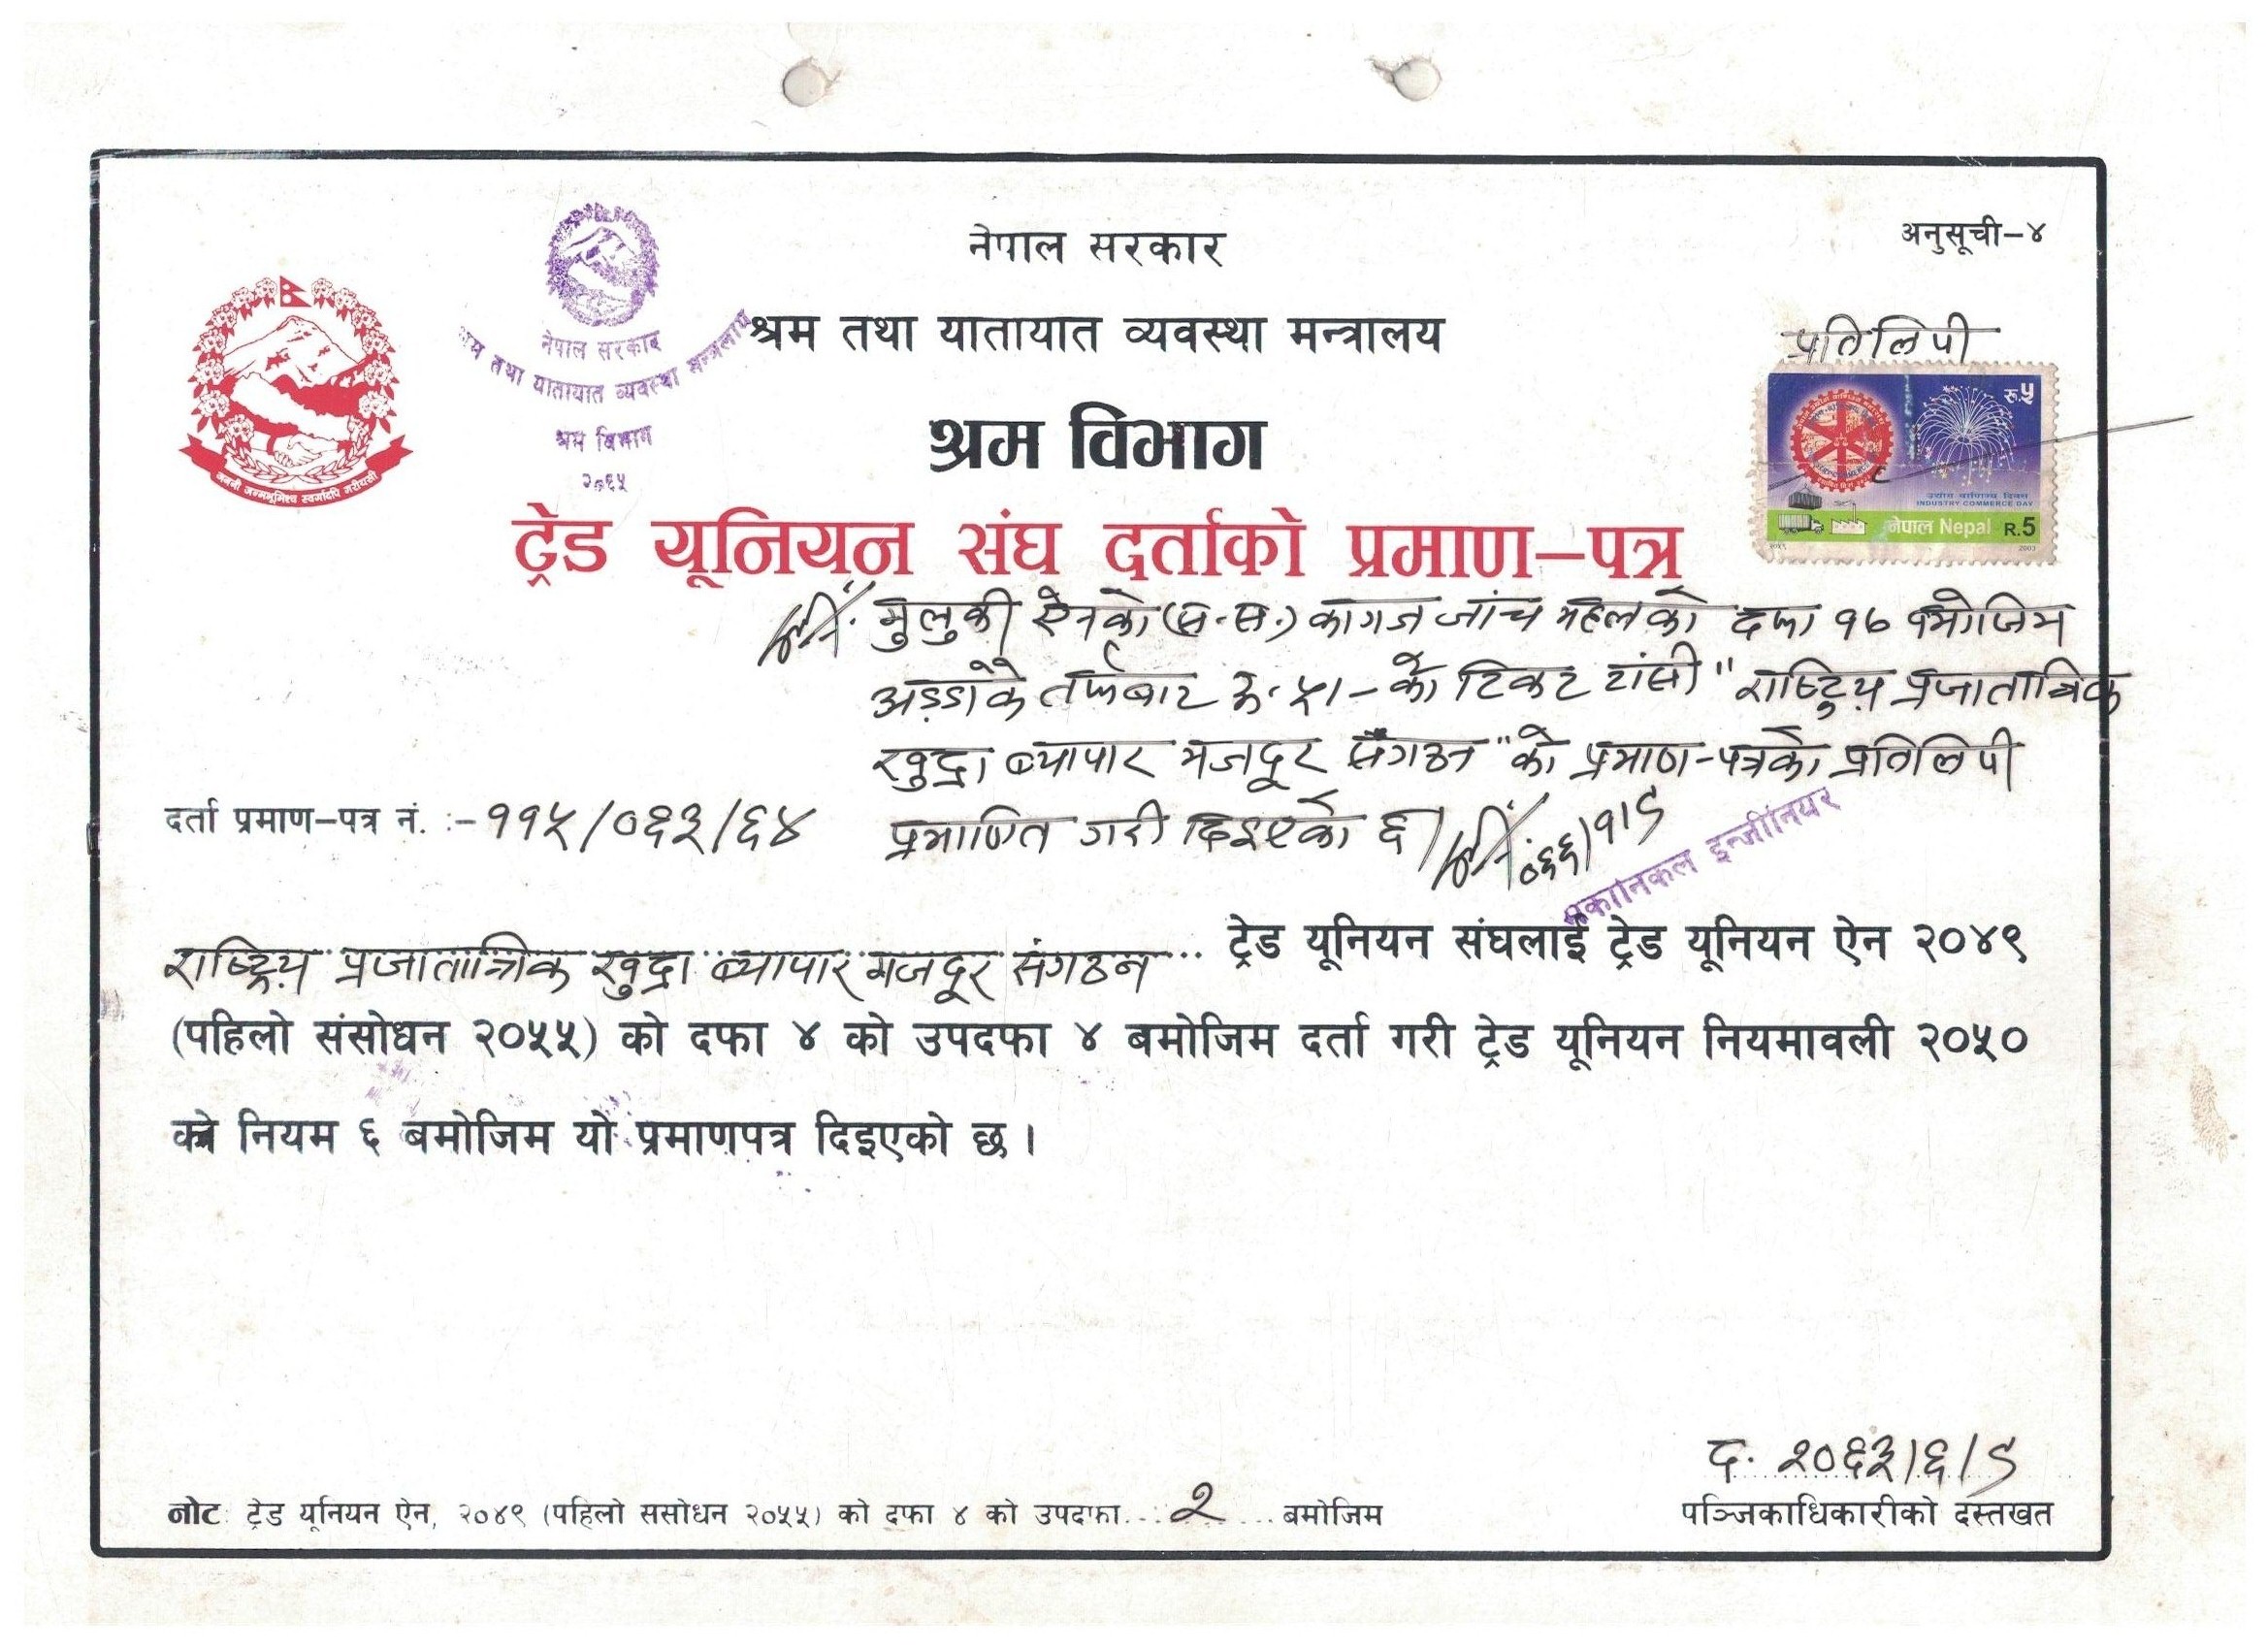 नेपाल सरकार
अनुसूची–४
श्रम तथा यातायात व्यवस्था मन्त्रालय
प्रतिलिपी
नेपाल सरकार
श्रम तथा यातायात व्यवस्था मन्त्रालय
श्रम विभाग
२०६५
जननी जन्मभूमिश्च स्वर्गादपि गरीयसी
श्रम विभाग
रू.५
उद्योग वाणिज्य दिवस
INDUSTRY COMMERCE DAY
नेपाल Nepal R.5
२०५९ 2003
ट्रेड यूनियन संघ दर्ताको प्रमाण–पत्र
मुलुकी ऐनको (अ.स.) कागज जांच महलको दफा १७ बमोजिम
अड्डाकै तर्फबाट रु. ५।– को टिकट टांसी "राष्ट्रिय प्रजातान्त्रिक
खुद्रा ब्यापार मजदूर संगठन" को प्रमाण-पत्रको प्रतिलिपी
प्रमाणित गरी दिइएको छ। ०६६।१।९
दर्ता प्रमाण–पत्र नं. :– ११५/०६३/६४
मेकानिकल इन्जीनियर
राष्ट्रिय प्रजातान्त्रिक खुद्रा ब्यापार मजदूर संगठन... ट्रेड यूनियन संघलाई ट्रेड यूनियन ऐन २०४९
(पहिलो संसोधन २०५५) को दफा ४ को उपदफा ४ बमोजिम दर्ता गरी ट्रेड यूनियन नियमावली २०५०
को नियम ६ बमोजिम यो प्रमाणपत्र दिइएको छ ।
द. २०६३।६।९
नोट: ट्रेड यूनियन ऐन, २०४९ (पहिलो ससोधन २०५५) को दफा ४ को उपदफा.....२.....बमोजिम
पञ्जिकाधिकारीको दस्तखत